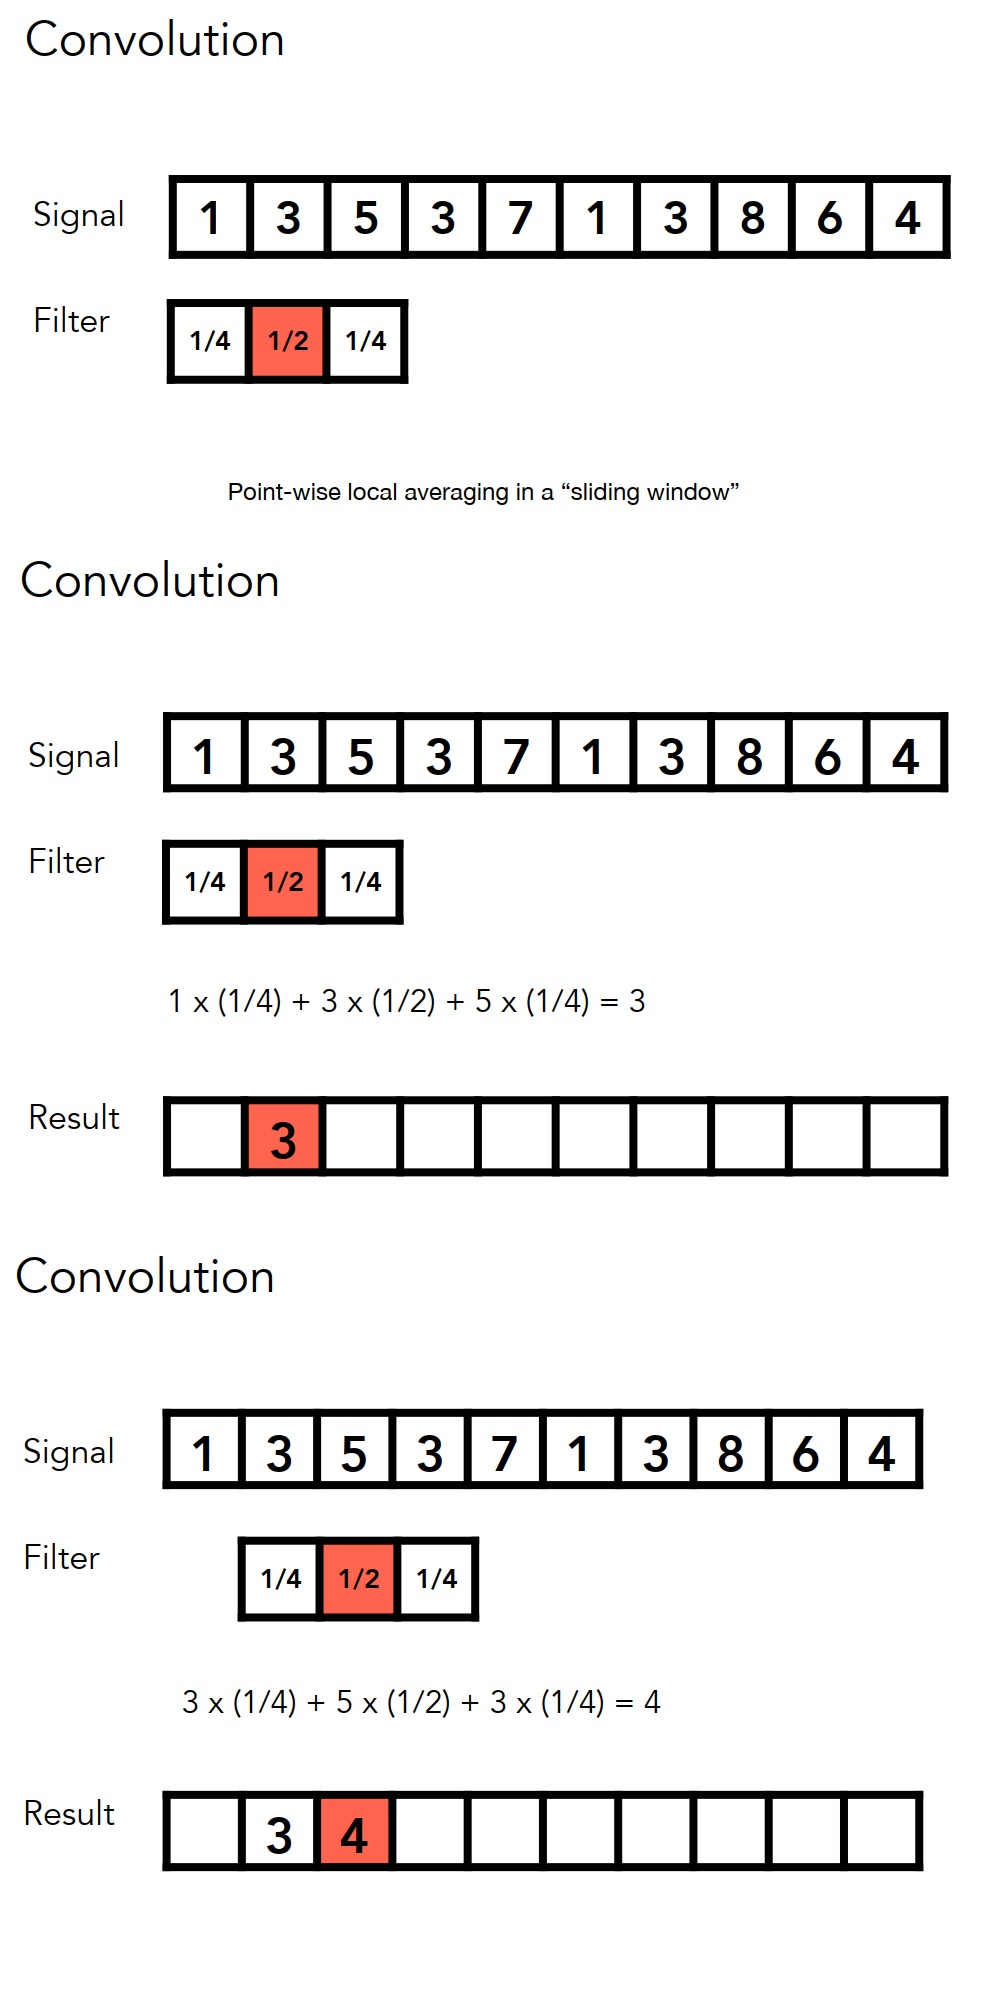 Convolution
Signal 1 3 5 3 7 1 3 8 6 4
Filter 1/4 1/2 1/4
Point-wise local averaging in a “sliding window”
Convolution
Signal 1 3 5 3 7 1 3 8 6 4
Filter 1/4 1/2 1/4
1 x (1/4) + 3 x (1/2) + 5 x (1/4) = 3
Result 3
Convolution
Signal 1 3 5 3 7 1 3 8 6 4
Filter 1/4 1/2 1/4
3 x (1/4) + 5 x (1/2) + 3 x (1/4) = 4
Result 3 4